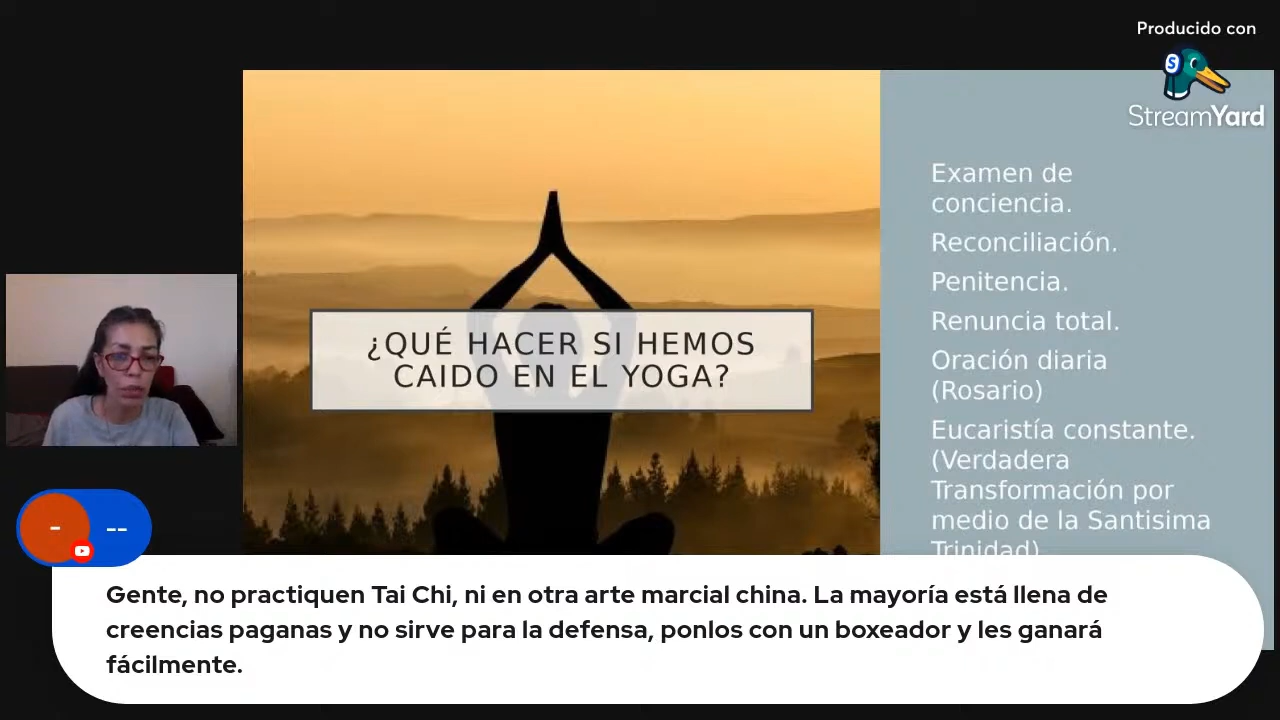 Producido con
StreamYard
¿QUÉ HACER SI HEMOS
CAIDO EN EL YOGA?
Examen de
conciencia.
Reconciliación.
Penitencia.
Renuncia total.
Oración diaria
(Rosario)
Eucaristía constante.
(Verdadera
Transformación por
medio de la Santisima
Trinidad)
- --
Gente, no practiquen Tai Chi, ni en otra arte marcial china. La mayoría está llena de
creencias paganas y no sirve para la defensa, ponlos con un boxeador y les ganará
fácilmente.